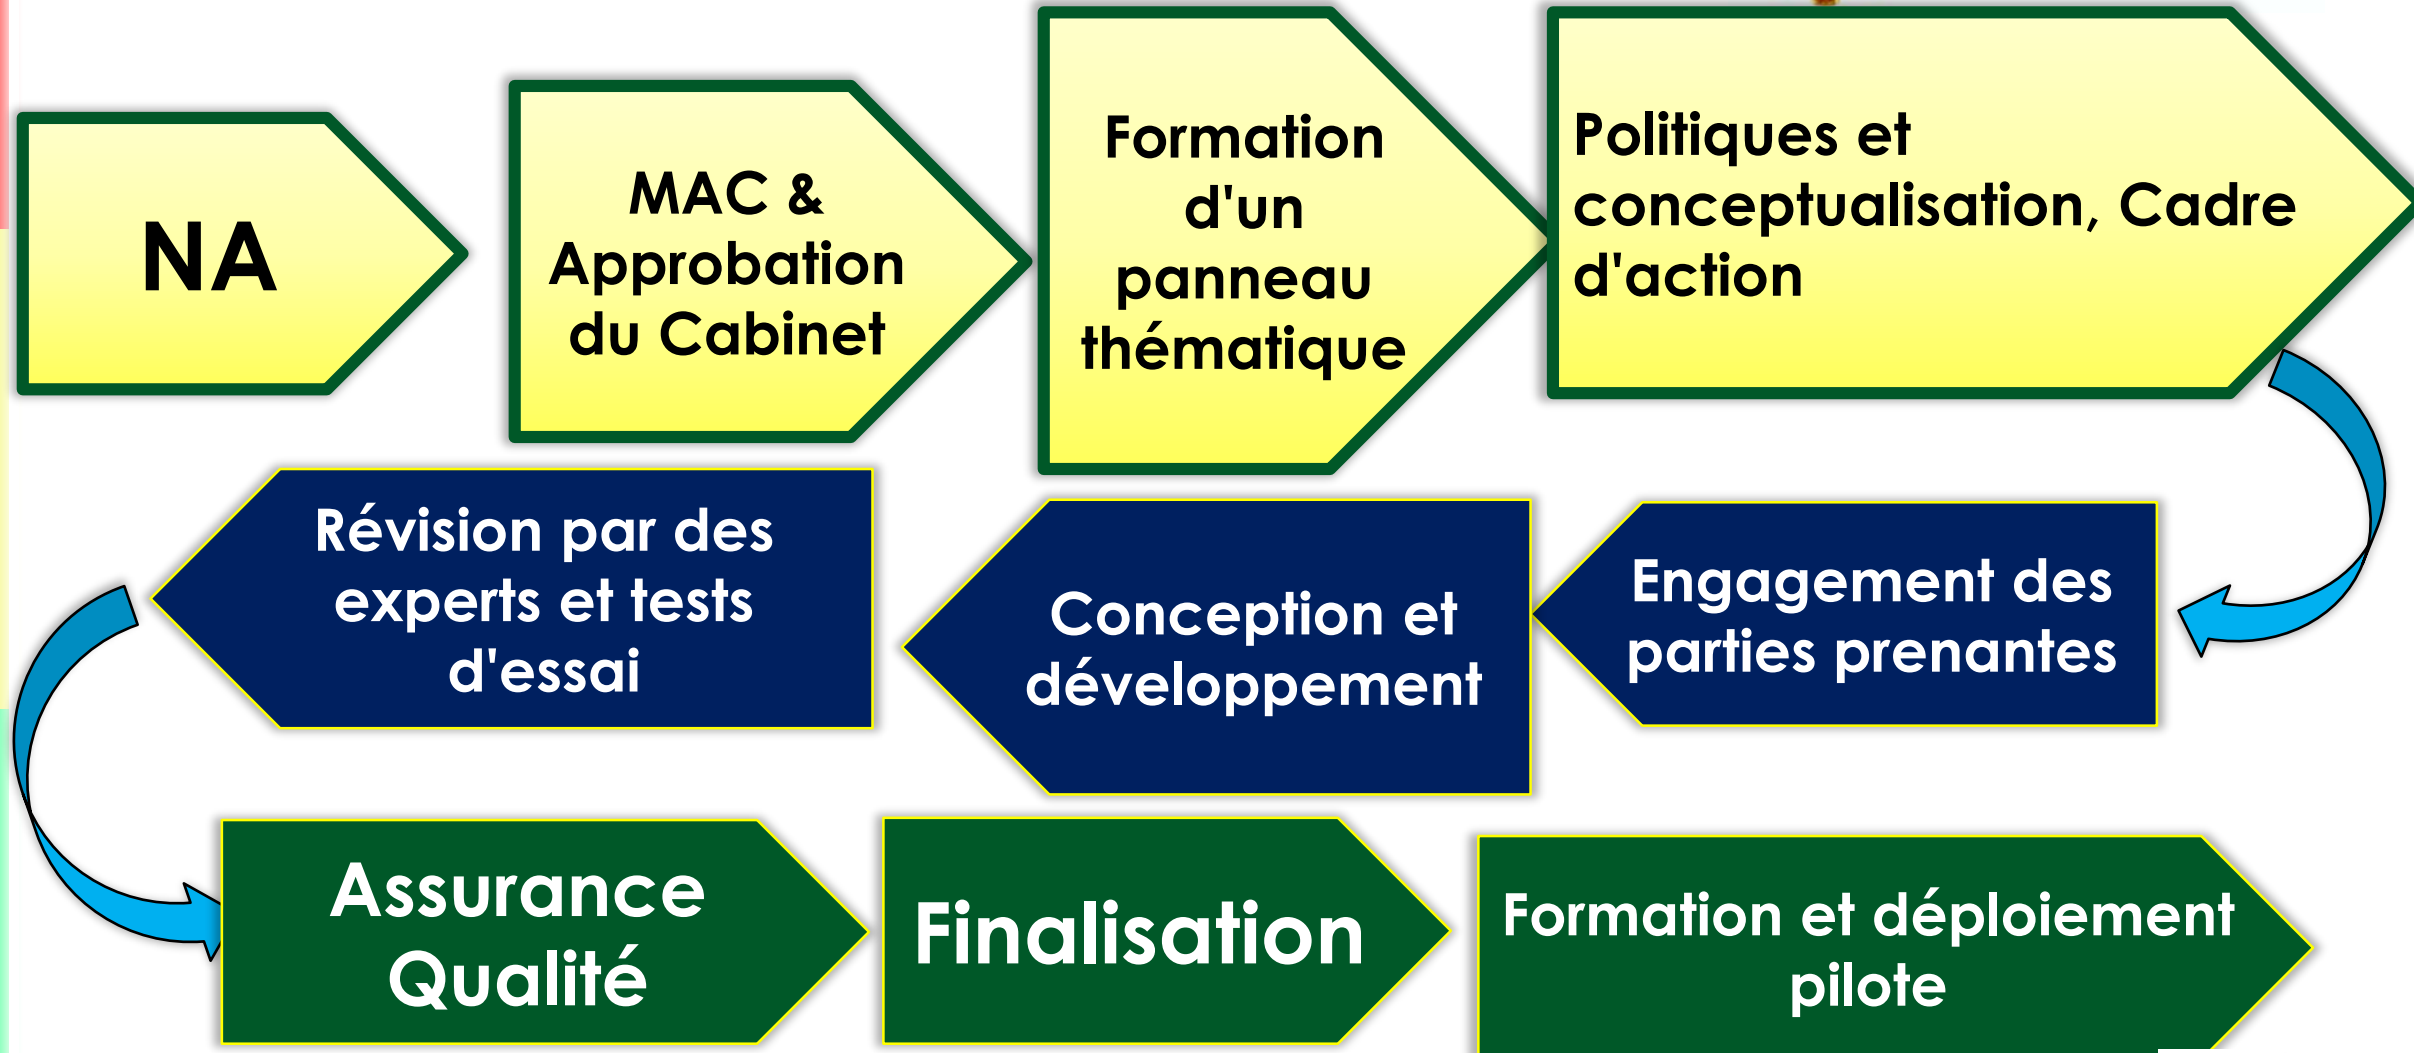 NA
MAC &
Approbation
du Cabinet
Formation
d'un
panneau
thématique
Politiques et
conceptualisation, Cadre
d'action
Engagement des
parties prenantes
Conception et
développement
Révision par des
experts et tests
d'essai
Assurance
Qualité
Finalisation
Formation et déploiement
pilote